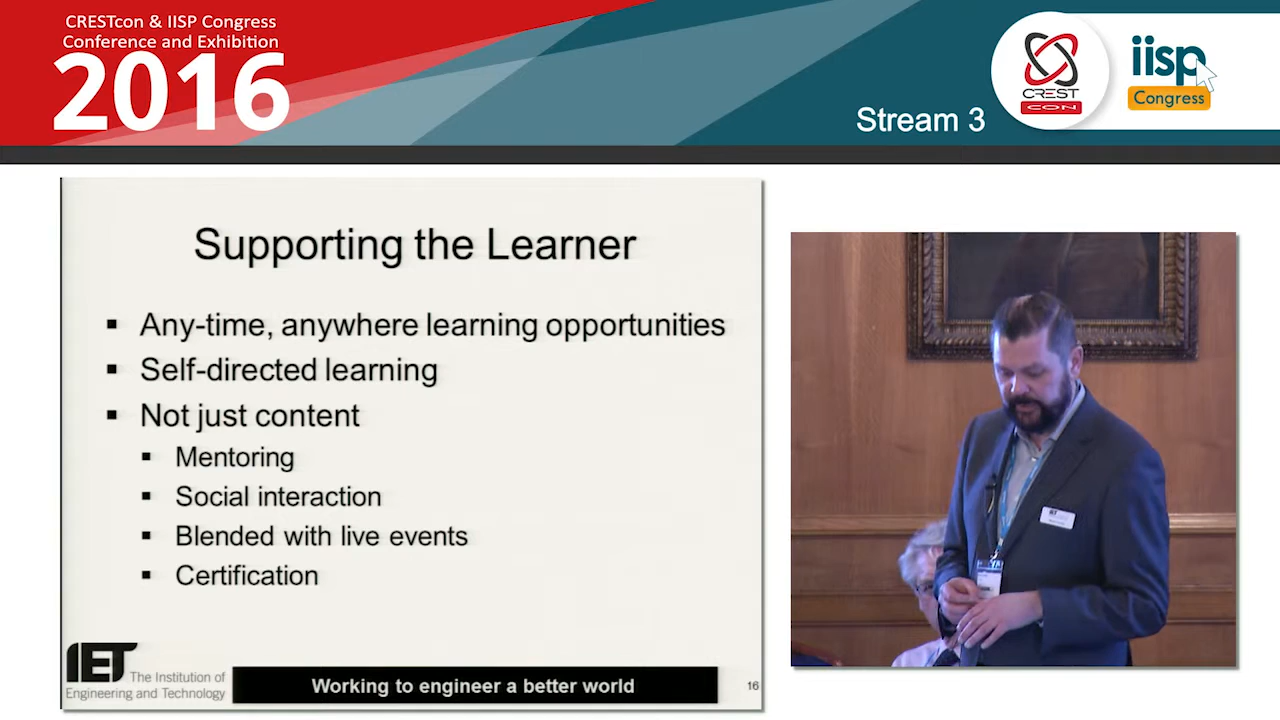 CRESTcon & IISP Congress
Conference and Exhibition
2016
Stream 3
CREST
CON
iisp
Congress
Supporting the Learner
▪ Any-time, anywhere learning opportunities
▪ Self-directed learning
▪ Not just content
▪ Mentoring
▪ Social interaction
▪ Blended with live events
▪ Certification
IET The Institution of
Engineering and Technology
Working to engineer a better world
16
IET